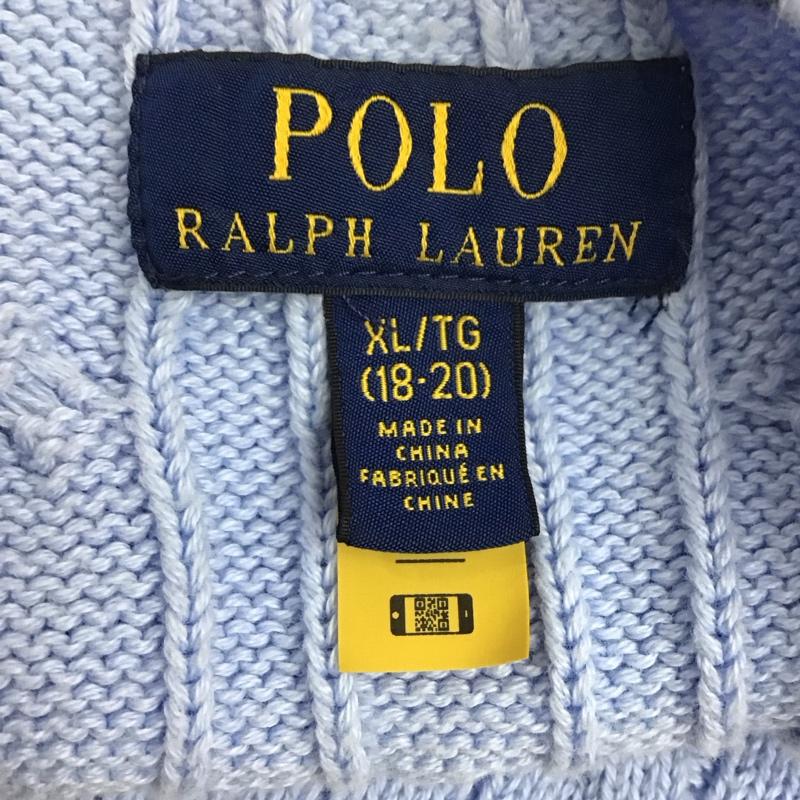 POLO
RALPH LAUREN
XL/TG
(18-20)
MADE IN
CHINA
FABRIQUÉ EN
CHINE